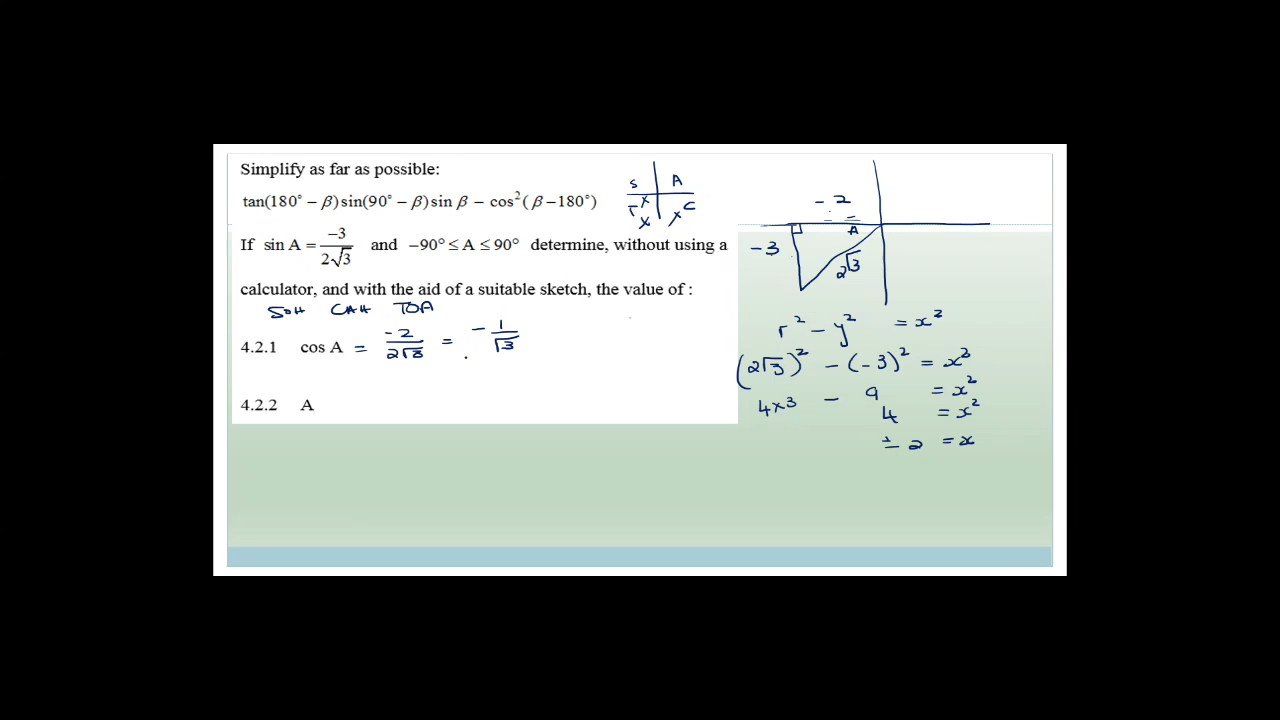 Simplify as far as possible:
tan(180° − β)sin(90° − β)sin β − cos²(β − 180°)
S A
T C
If sin A = −3/2√3 and −90° ≤ A ≤ 90° determine, without using a
calculator, and with the aid of a suitable sketch, the value of :
SOH CAH TOA
4.2.1 cos A = −2/2√3 = − 1/√3
4.2.2 A
−2
A
−3
2√3
r² − y² = x²
(2√3)² − (−3)² = x²
4×3 − 9 = x²
4 = x²
± 2 = x